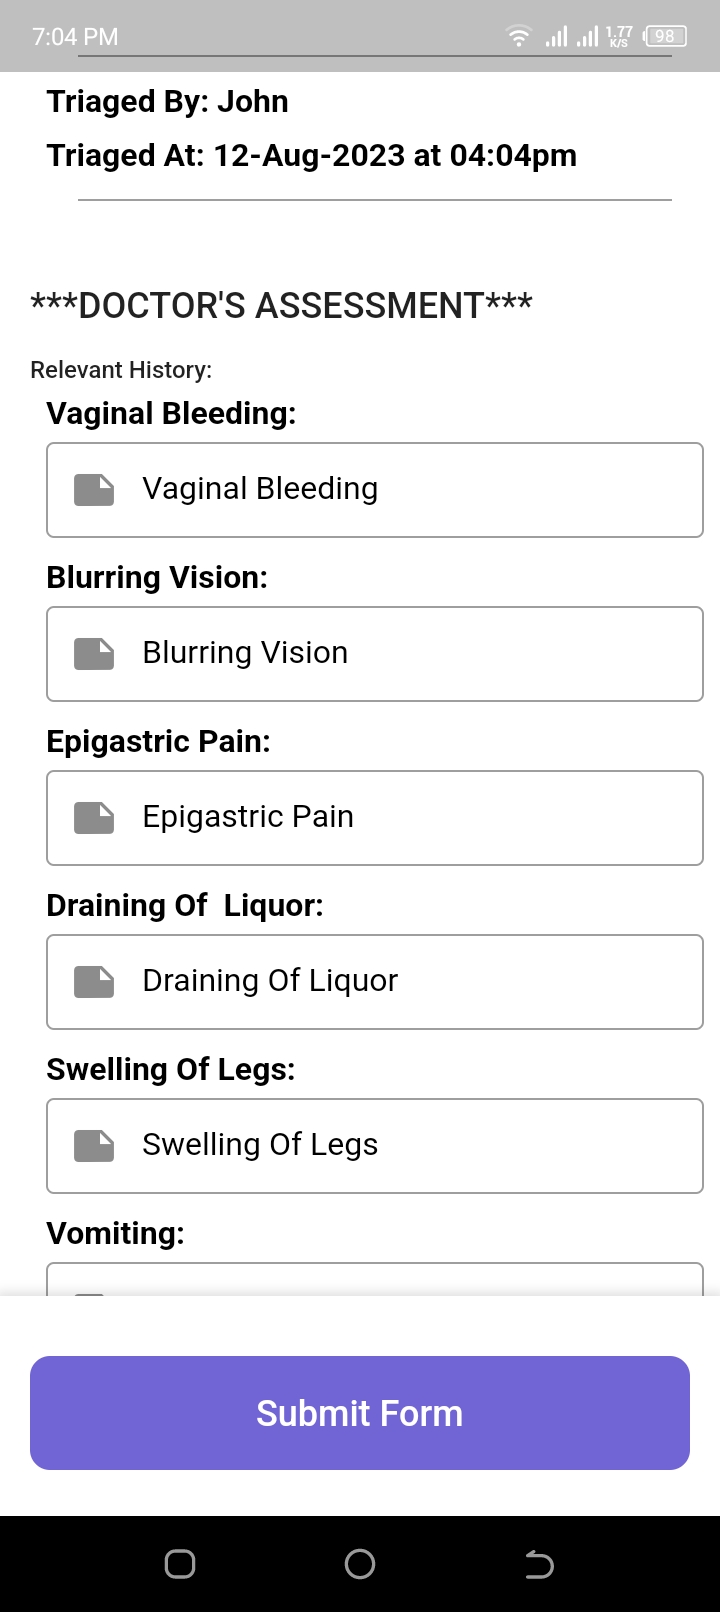 7:04 PM
1.77
K/S
98
Triaged By: John
Triaged At: 12-Aug-2023 at 04:04pm
***DOCTOR'S ASSESSMENT***
Relevant History:
Vaginal Bleeding:
Vaginal Bleeding
Blurring Vision:
Blurring Vision
Epigastric Pain:
Epigastric Pain
Draining Of  Liquor:
Draining Of Liquor
Swelling Of Legs:
Swelling Of Legs
Vomiting:
Submit Form